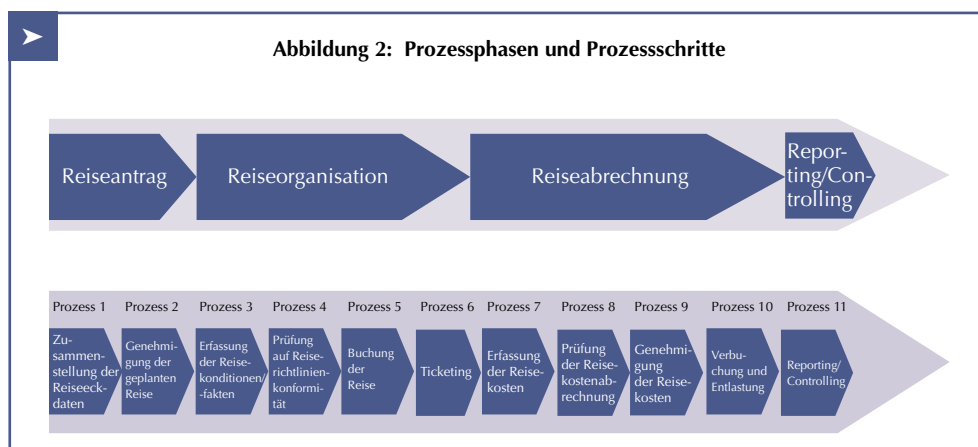 Abbildung 2: Prozessphasen und Prozessschritte
Reiseantrag
Reiseorganisation
Reiseabrechnung
Repor-
ting/Con-
trolling
Prozess 1
Prozess 2
Prozess 3
Prozess 4
Prozess 5
Prozess 6
Prozess 7
Prozess 8
Prozess 9
Prozess 10
Prozess 11
Zu-
sammen-
stellung der
Reiseeck-
daten
Genehmi-
gung der
geplanten
Reise
Erfassung
der Reise-
konditionen/
-fakten
Prüfung
auf Reise-
richtlinien-
konformi-
tät
Buchung
der
Reise
Ticketing
Erfassung
der Reise-
kosten
Prüfung
der Reise-
kostenab-
rechnung
Genehmi-
gung
der Reise-
kosten
Verbu-
chung und
Entlastung
Reporting/
Controlling